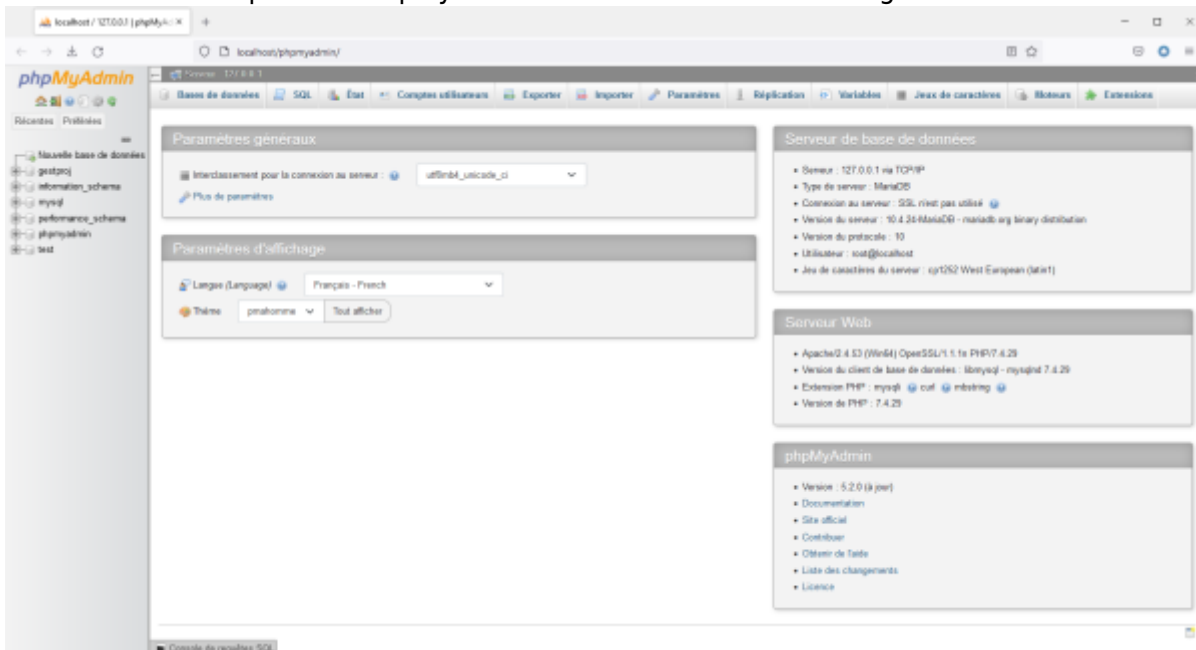 localhost / 127.0.0.1 | phpMyAc
localhost/phpmyadmin/
phpMyAdmin
Récentes Préférées
Nouvelle base de données
gestproj
information_schema
mysql
performance_schema
phpmyadmin
test
Serveur : 127.0.0.1
Bases de données SQL État Comptes utilisateurs Exporter Importer Paramètres Réplication Variables Jeux de caractères Moteurs Extensions
Paramètres généraux
Interclassement pour la connexion au serveur : utf8mb4_unicode_ci
Plus de paramètres
Paramètres d'affichage
Langue (Language) Français - French
Thème pmahomme Tout afficher
Serveur de base de données
Serveur : 127.0.0.1 via TCP/IP
Type de serveur : MariaDB
Connexion au serveur : SSL n'est pas utilisé
Version du serveur : 10.4.24-MariaDB - mariadb.org binary distribution
Version du protocole : 10
Utilisateur : root@localhost
Jeu de caractères du serveur : cp1252 West European (latin1)
Serveur Web
Apache/2.4.53 (Win64) OpenSSL/1.1.1n PHP/7.4.29
Version du client de base de données : libmysql - mysqlnd 7.4.29
Extension PHP : mysqli curl mbstring
Version de PHP : 7.4.29
phpMyAdmin
Version : 5.2.0 (à jour)
Documentation
Site officiel
Contribuer
Obtenir de l'aide
Liste des changements
Licence
Console de requêtes SQL